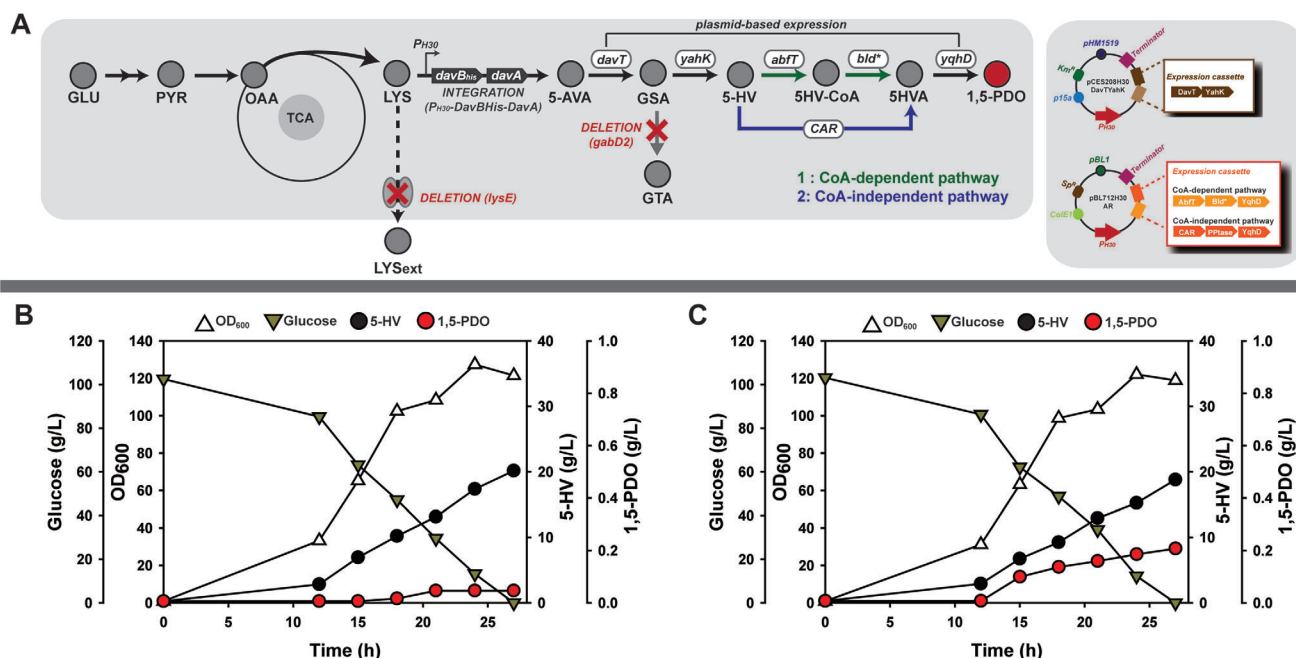 A
plasmid-based expression
PH30
davT
yahK
abfT
bld*
yqhD
davBHis
davA
GLU
PYR
OAA
LYS
INTEGRATION
(PH30-DavBHis-DavA)
5-AVA
GSA
5-HV
5HV-CoA
5HVA
1,5-PDO
TCA
DELETION
(gabD2)
CAR
GTA
1 : CoA-dependent pathway
2: CoA-independent pathway
DELETION (lysE)
LYSext
pHM1519
Terminator
KmR
pCES208H30
DavTYahK
p15a
PH30
Expression cassette
DavT YahK
pBL1
Terminator
SpR
pBL712H30
AR
ColE1
PH30
Expression cassette
CoA-dependent pathway
AbfT Bld* YqhD
CoA-independent pathway
CAR PPtase YqhD
B
OD600 Glucose 5-HV 1,5-PDO
120 140 40 1.0
120
100 0.8
100 30
80
80 0.6
60
60 20
0.4
40
40 10
20 0.2
20
0 0 0 0.0
0 5 10 15 20 25
Time (h)
Glucose (g/L)
OD600
5-HV (g/L)
1,5-PDO (g/L)
C
OD600 Glucose 5-HV 1,5-PDO
120 140 40 1.0
120
100 0.8
100 30
80
80 0.6
60
60 20
0.4
40
40 10
20 0.2
20
0 0 0 0.0
0 5 10 15 20 25
Time (h)
Glucose (g/L)
OD600
5-HV (g/L)
1,5-PDO (g/L)